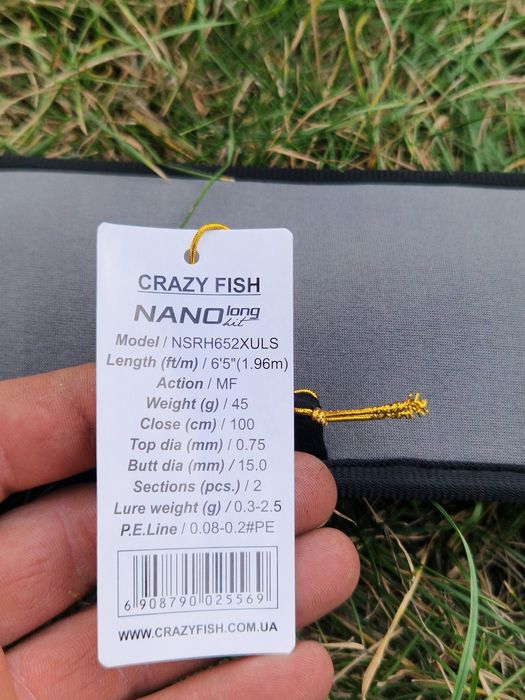 CRAZY FISH
NANO long
hit
Model / NSRH652XULS
Length (ft/m) / 6'5"(1.96m)
Action / MF
Weight (g) / 45
Close (cm) / 100
Top dia (mm) / 0.75
Butt dia (mm) / 15.0
Sections (pcs.) / 2
Lure weight (g) / 0.3-2.5
P.E.Line / 0.08-0.2#PE
6 908790 025569
WWW.CRAZYFISH.COM.UA